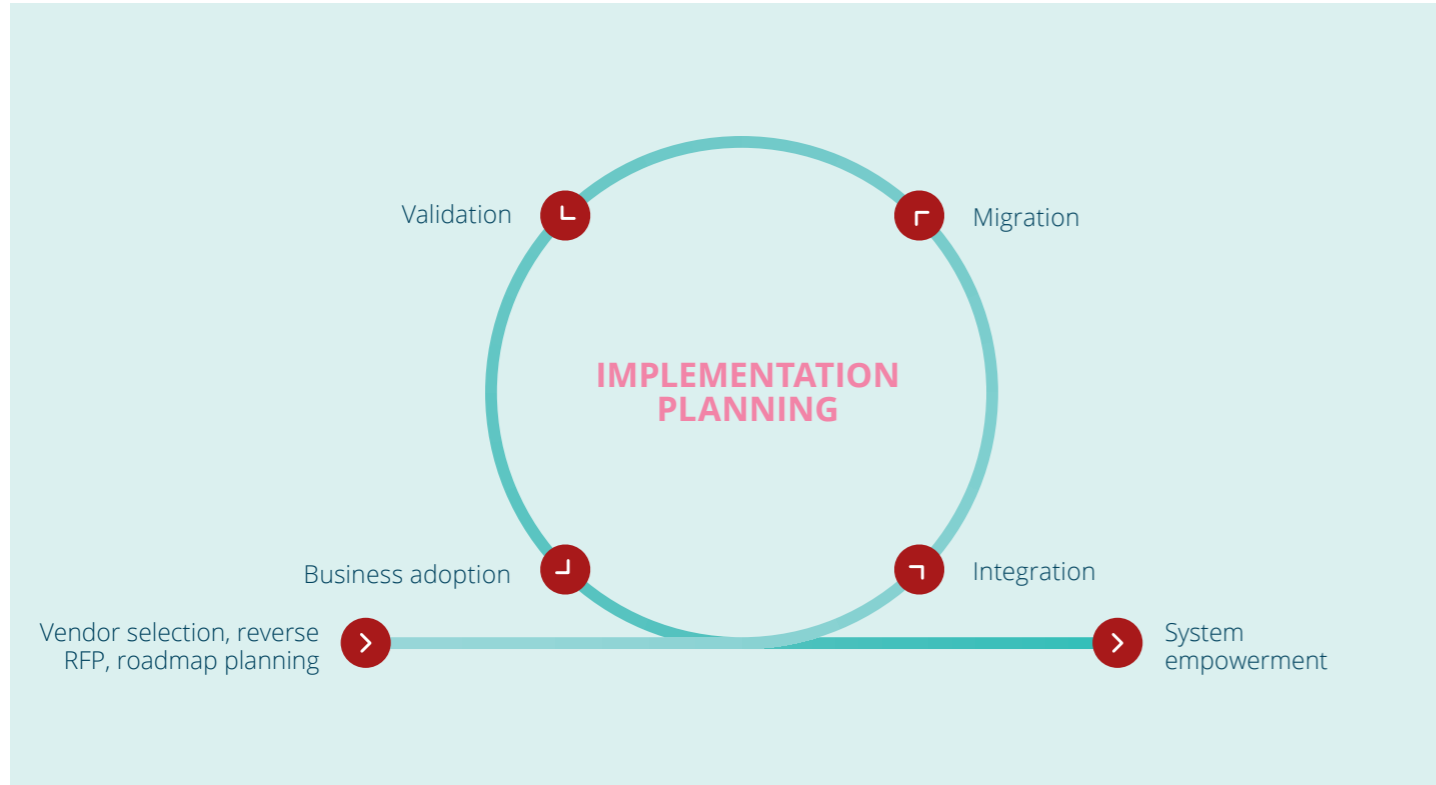 Validation
Migration
IMPLEMENTATION
PLANNING
Business adoption
Integration
Vendor selection, reverse
RFP, roadmap planning
System
empowerment